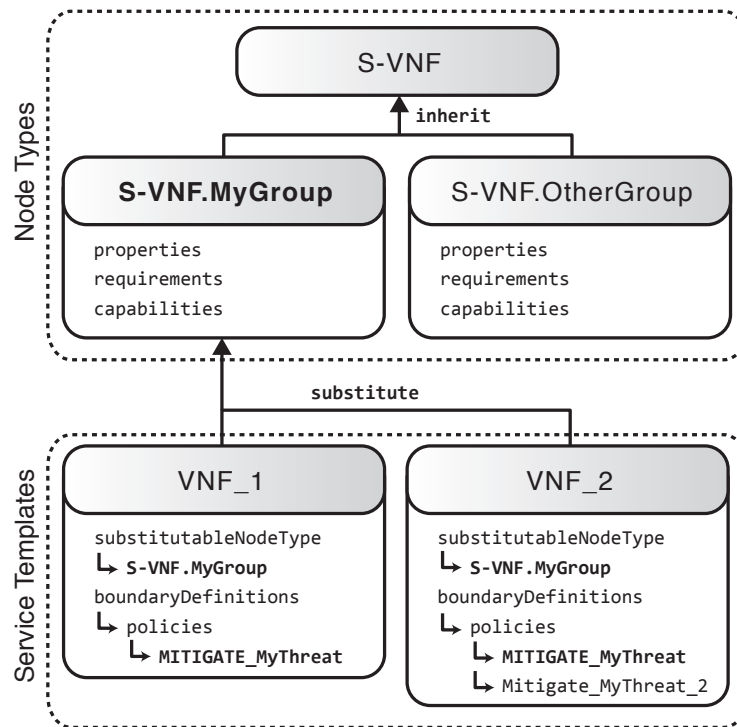 Node Types
S-VNF
inherit
S-VNF.MyGroup
properties
requirements
capabilities
S-VNF.OtherGroup
properties
requirements
capabilities
substitute
Service Templates
VNF_1
substitutableNodeType
S-VNF.MyGroup
boundaryDefinitions
policies
MITIGATE_MyThreat
VNF_2
substitutableNodeType
S-VNF.MyGroup
boundaryDefinitions
policies
MITIGATE_MyThreat
Mitigate_MyThreat_2